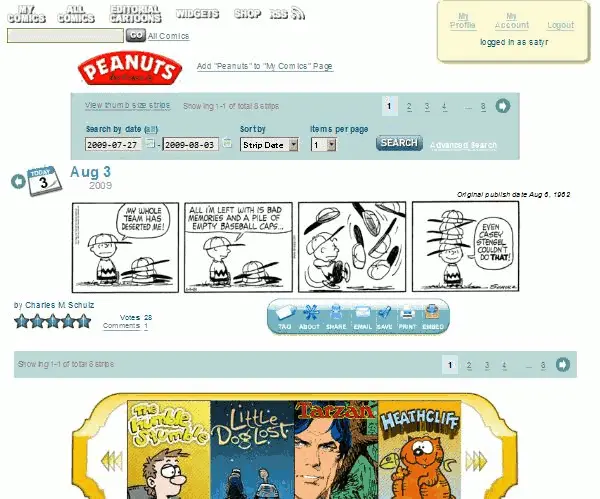 MY COMICS
ALL COMICS
EDITORIAL CARTOONS
WIDGETS
SHOP
RSS
My Profile
My Account
Logout
logged in as satyr
GO
All Comics
PEANUTS
Add "Peanuts" to "My Comics" Page
View thumb size strips
Showing 1-1 of total 8 strips
1 2 3 4 ... 8
Search by date (all)
Sort by
Items per page
2009-07-27 - 2009-08-03
Strip Date
1
SEARCH
Advanced Search
TODAY
3
Aug 3
2009
Original publish date Aug 6, 1962
MY WHOLE
TEAM HAS
DESERTED ME!
ALL I'M LEFT WITH IS BAD
MEMORIES AND A PILE OF
EMPTY BASEBALL CAPS...
EVEN
CASEY
STENGEL
COULDN'T
DO THAT!
by Charles M. Schulz
Votes 28
Comments 1
TAG ABOUT SHARE EMAIL SAVE PRINT EMBED
Showing 1-1 of total 8 strips
1 2 3 4 ... 8
The Humble Stumble
Little Dog Lost
Tarzan
HEATHCLIFF